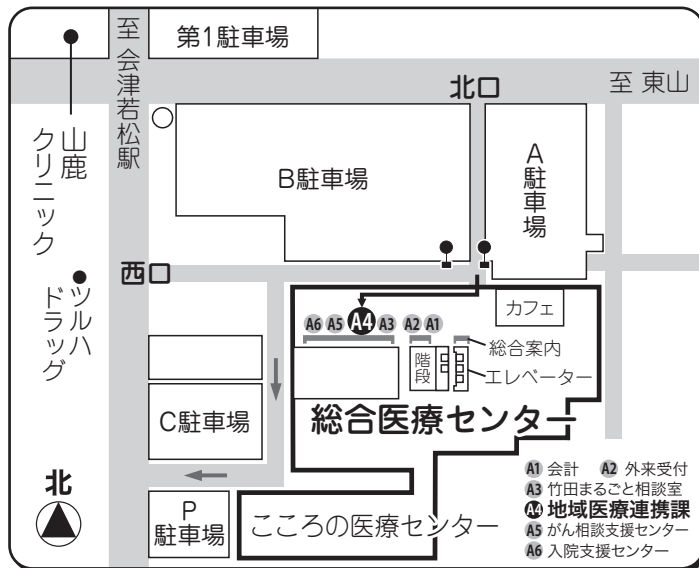 至 会津若松駅
第1駐車場
北口
至 東山
山鹿
クリニック
B駐車場
A駐車場
西口
ツルハ
ドラッグ
カフェ
A6 A5 A4 A3 A2 A1
総合案内
階段
エレベーター
C駐車場
総合医療センター
北
P
駐車場
こころの医療センター
A1 会計 A2 外来受付
A3 竹田まるごと相談室
A4 地域医療連携課
A5 がん相談支援センター
A6 入院支援センター